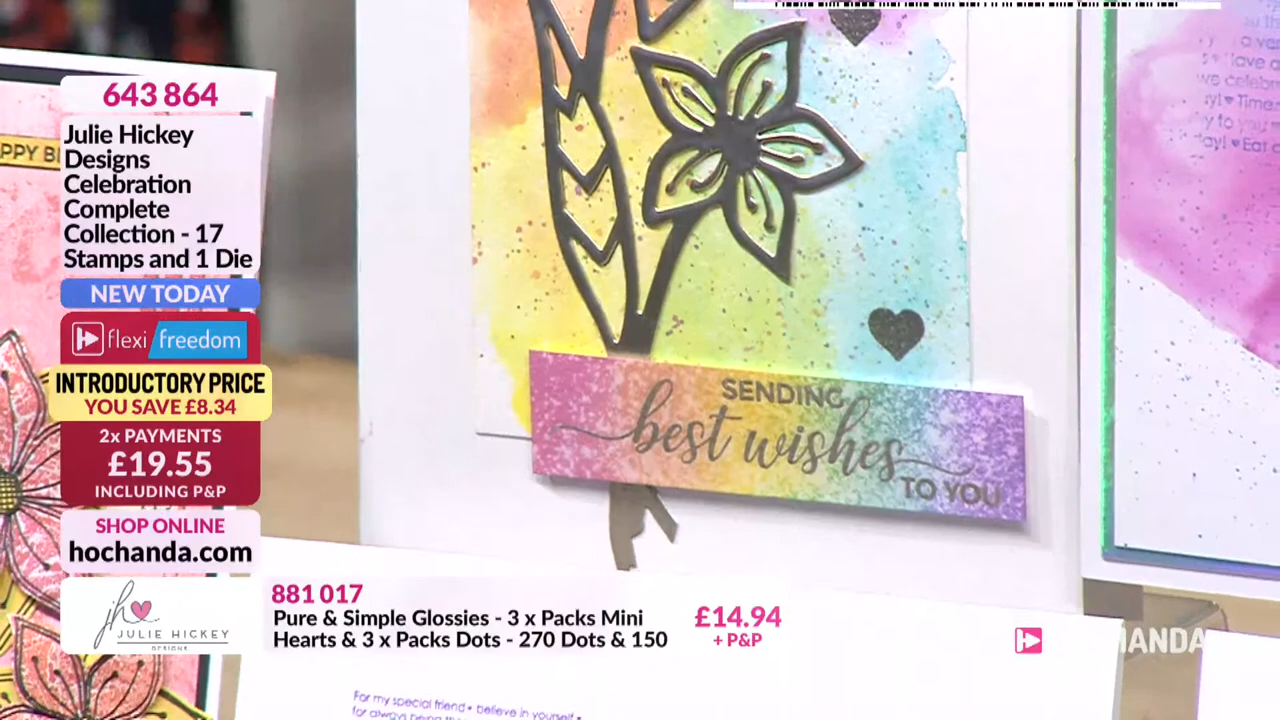 643 864
Julie Hickey
Designs
Celebration
Complete
Collection - 17
Stamps and 1 Die
NEW TODAY
flexi freedom
INTRODUCTORY PRICE
YOU SAVE £8.34
2x PAYMENTS
£19.55
INCLUDING P&P
SHOP ONLINE
hochanda.com
jh
JULIE HICKEY
DESIGNS
881 017
Pure & Simple Glossies - 3 x Packs Mini
Hearts & 3 x Packs Dots - 270 Dots & 150
£14.94
+ P&P
SENDING
best wishes
TO YOU
For my special friend • believe in yourself •